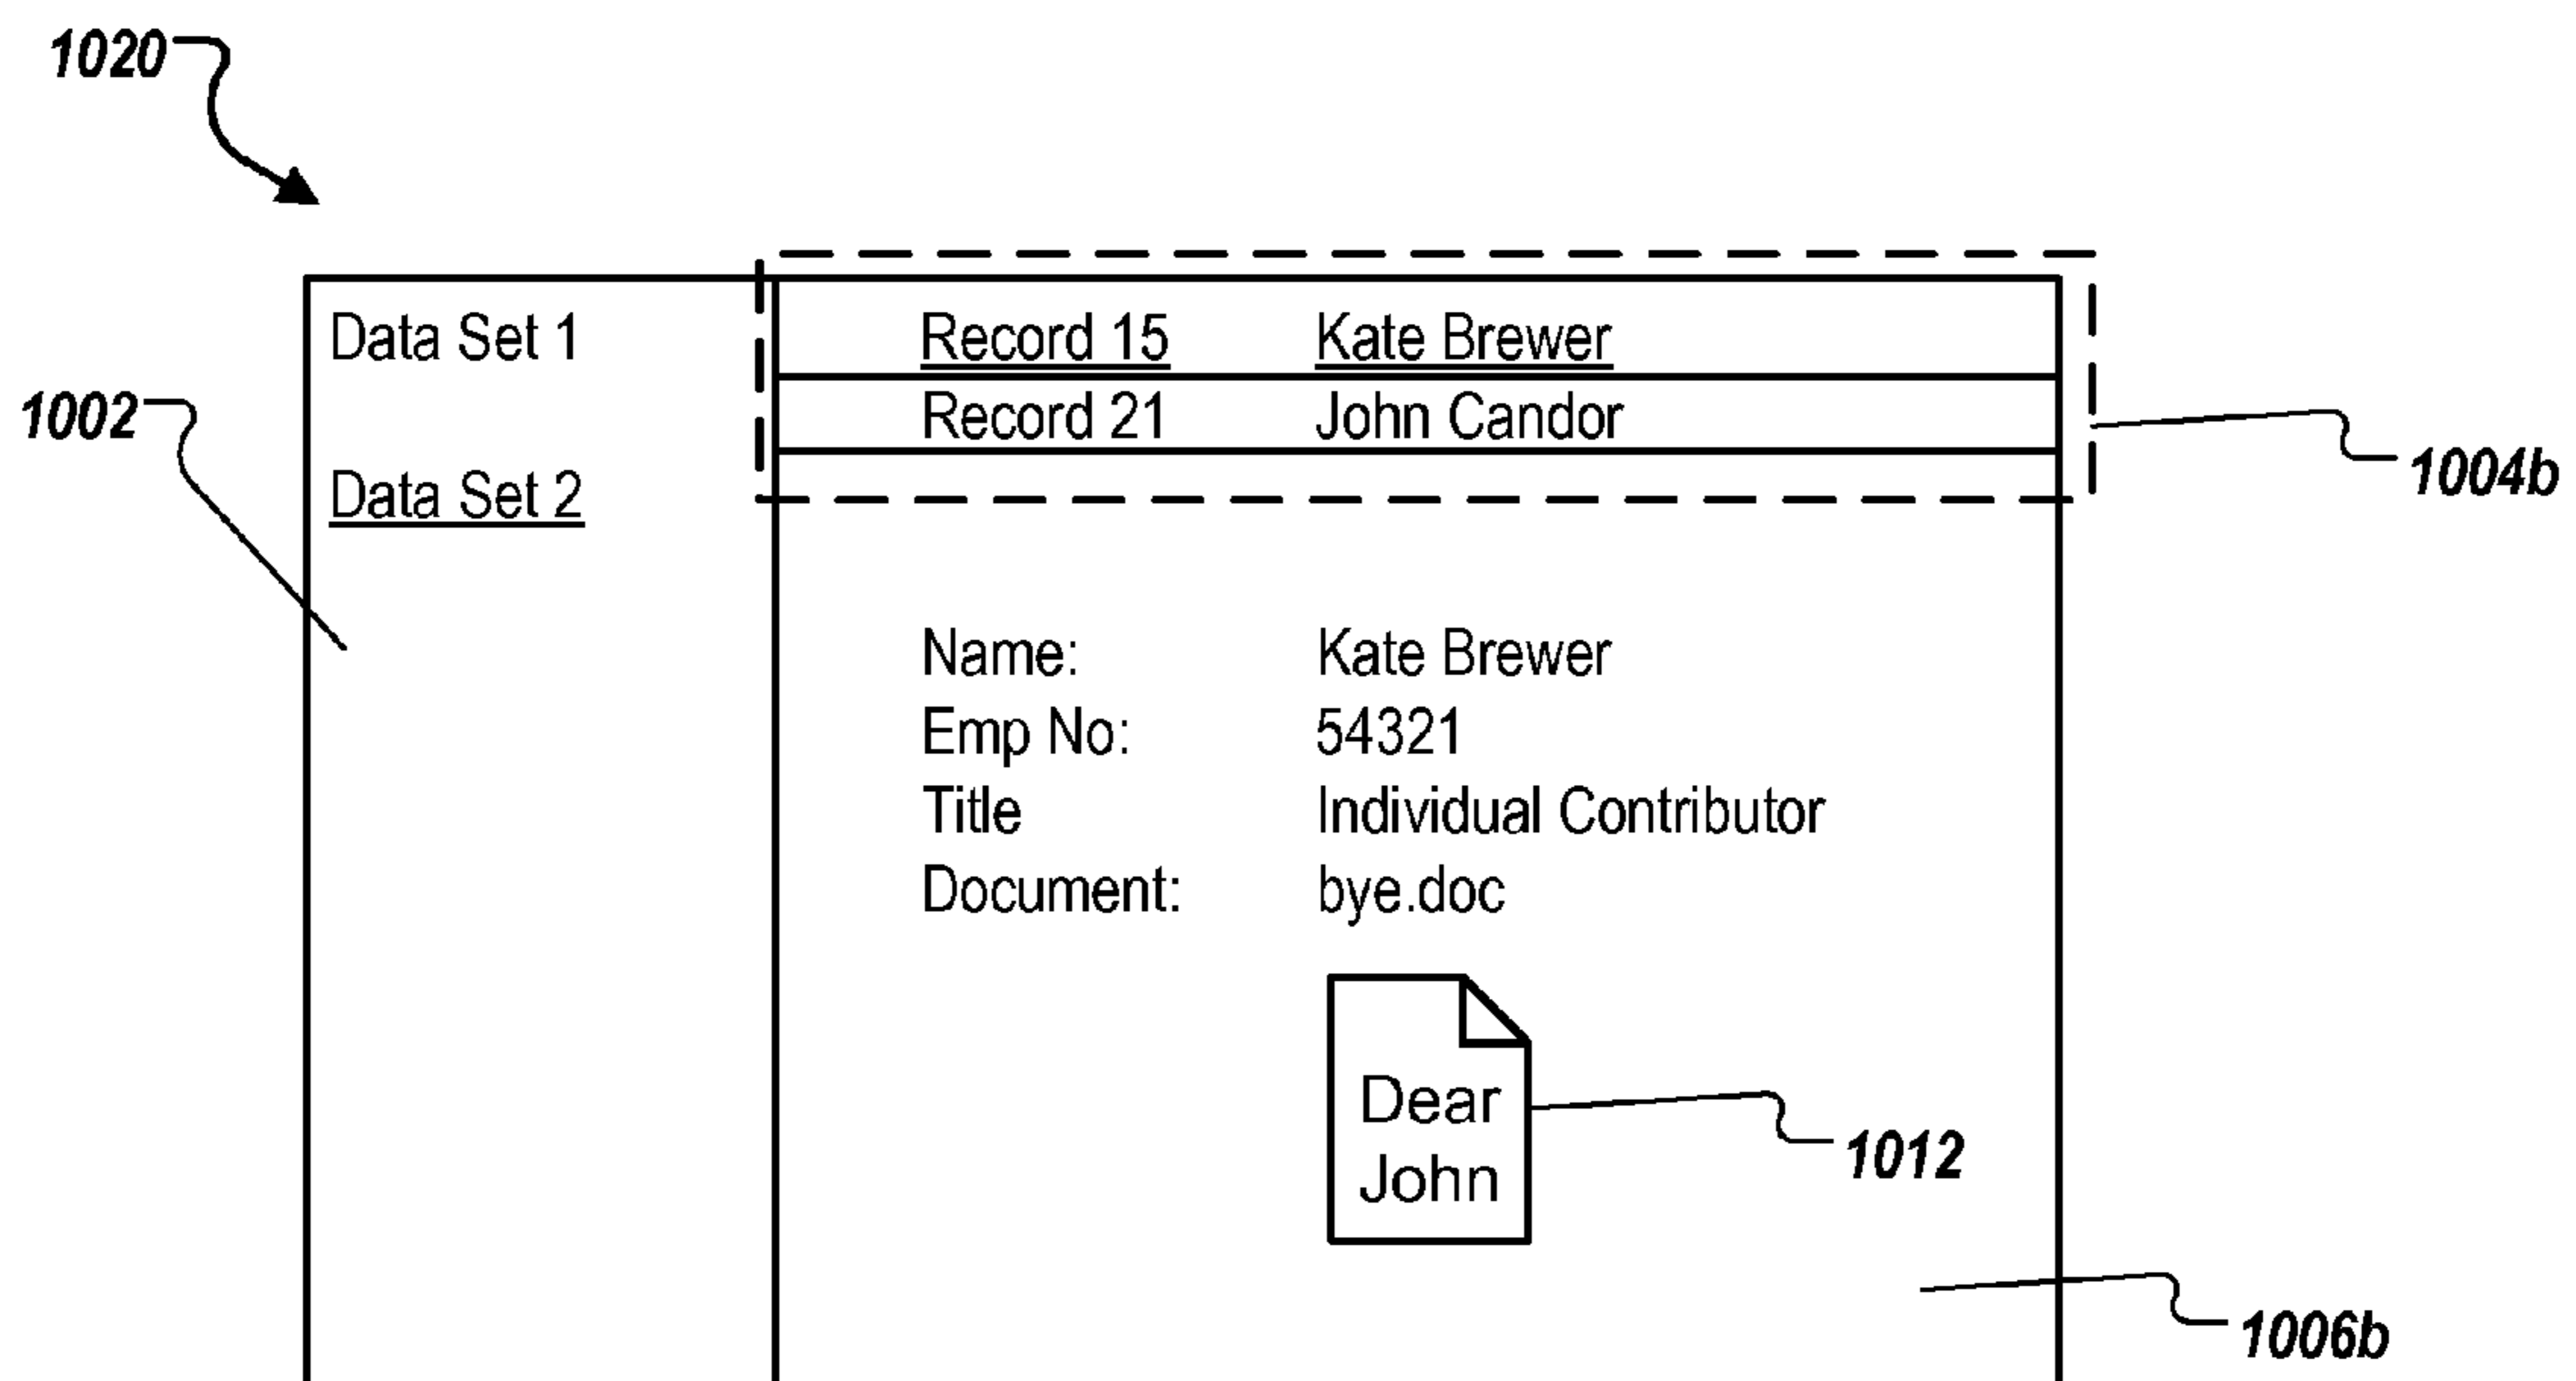 1020
Data Set 1 Record 15 Kate Brewer
1002 Record 21 John Candor
Data Set 2 1004b
Name: Kate Brewer
Emp No: 54321
Title Individual Contributor
Document: bye.doc
Dear
John
1012
1006b